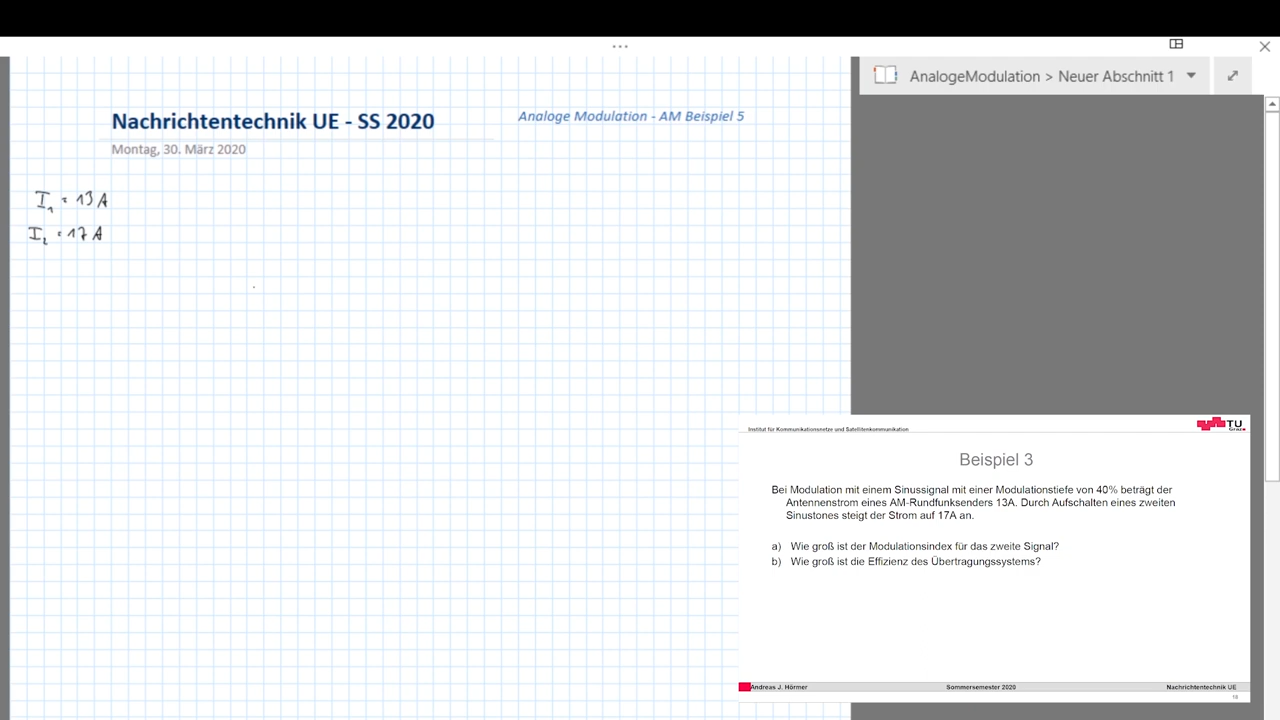 AnalogeModulation > Neuer Abschnitt 1
Nachrichtentechnik UE - SS 2020
Analoge Modulation - AM Beispiel 5
Montag, 30. März 2020
I₁ = 13 A
I₂ = 17 A
Institut für Kommunikationsnetze und Satellitenkommunikation
TU
Graz
Beispiel 3
Bei Modulation mit einem Sinussignal mit einer Modulationstiefe von 40% beträgt der
Antennenstrom eines AM-Rundfunksenders 13A. Durch Aufschalten eines zweiten
Sinustones steigt der Strom auf 17A an.
a) Wie groß ist der Modulationsindex für das zweite Signal?
b) Wie groß ist die Effizienz des Übertragungssystems?
Andreas J. Hörmer Sommersemester 2020 Nachrichtentechnik UE